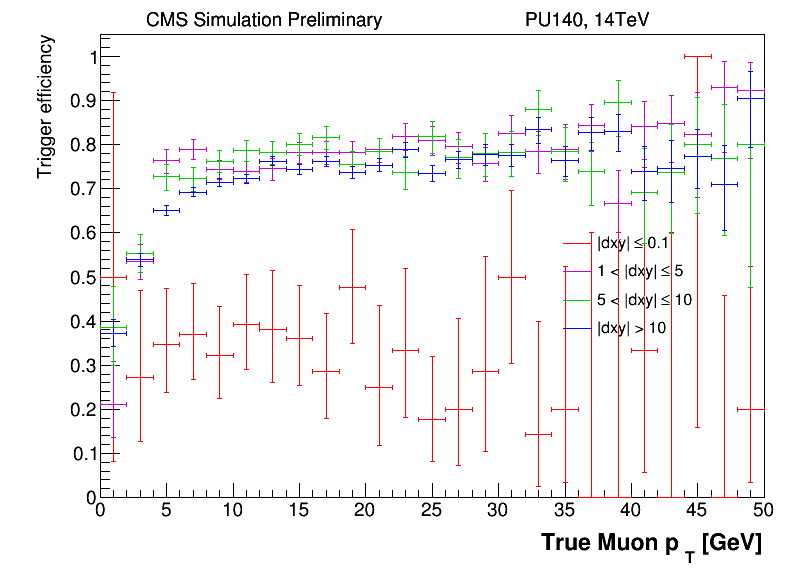 CMS Simulation Preliminary PU140, 14TeV
Trigger efficiency
1
0.9
0.8
0.7
0.6
0.5
0.4
0.3
0.2
0.1
0
|dxy| ≤ 0.1
1 < |dxy| ≤ 5
5 < |dxy| ≤ 10
|dxy| > 10
0 5 10 15 20 25 30 35 40 45 50
True Muon p T [GeV]